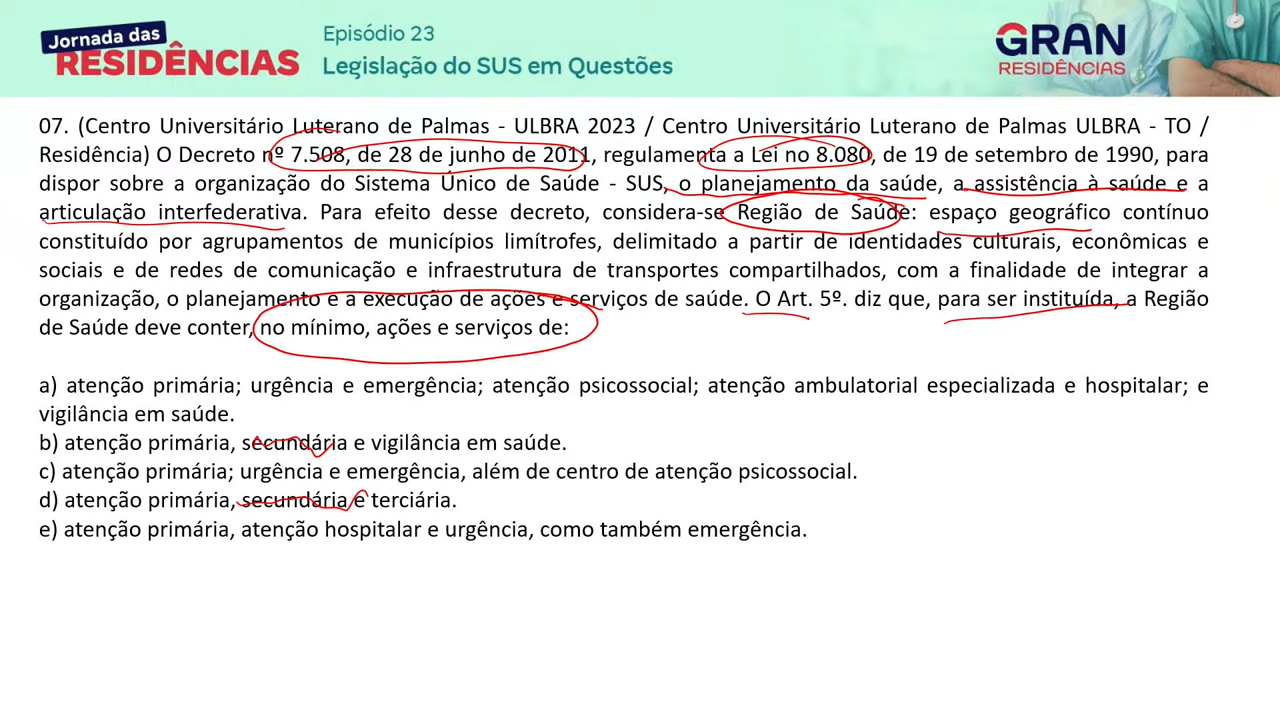 Jornada das
RESIDÊNCIAS
Episódio 23
Legislação do SUS em Questões
GRAN
RESIDÊNCIAS
07. (Centro Universitário Luterano de Palmas - ULBRA 2023 / Centro Universitário Luterano de Palmas ULBRA - TO /
Residência) O Decreto nº 7.508, de 28 de junho de 2011, regulamenta a Lei no 8.080, de 19 de setembro de 1990, para
dispor sobre a organização do Sistema Único de Saúde - SUS, o planejamento da saúde, a assistência à saúde e a
articulação interfederativa. Para efeito desse decreto, considera-se Região de Saúde: espaço geográfico contínuo
constituído por agrupamentos de municípios limítrofes, delimitado a partir de identidades culturais, econômicas e
sociais e de redes de comunicação e infraestrutura de transportes compartilhados, com a finalidade de integrar a
organização, o planejamento e a execução de ações e serviços de saúde. O Art. 5º. diz que, para ser instituída, a Região
de Saúde deve conter, no mínimo, ações e serviços de:
a) atenção primária; urgência e emergência; atenção psicossocial; atenção ambulatorial especializada e hospitalar; e
vigilância em saúde.
b) atenção primária, secundária e vigilância em saúde.
c) atenção primária; urgência e emergência, além de centro de atenção psicossocial.
d) atenção primária, secundária e terciária.
e) atenção primária, atenção hospitalar e urgência, como também emergência.